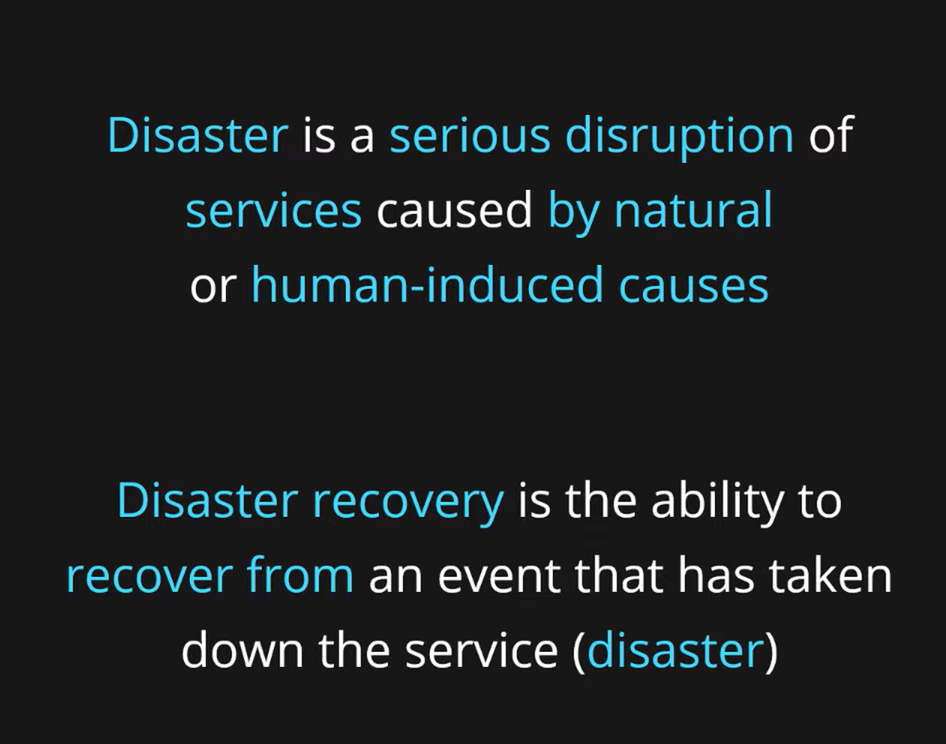 Disaster is a serious disruption of
services caused by natural
or human-induced causes
Disaster recovery is the ability to
recover from an event that has taken
down the service (disaster)